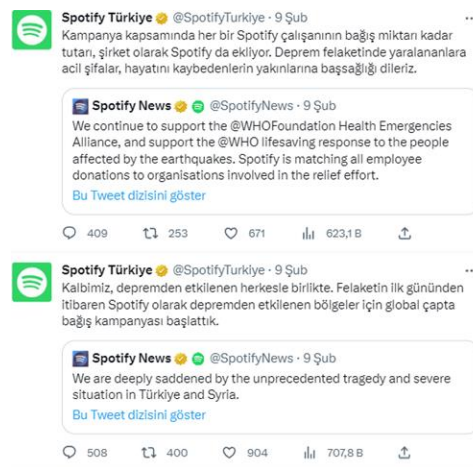 Spotify Türkiye @SpotifyTurkiye · 9 Şub
Kampanya kapsamında her bir Spotify çalışanının bağış miktarı kadar
tutarı, şirket olarak Spotify da ekliyor. Deprem felaketinde yaralananlara
acil şifalar, hayatını kaybedenlerin yakınlarına başsağlığı dileriz.
Spotify News @SpotifyNews · 9 Şub
We continue to support the @WHOFoundation Health Emergencies
Alliance, and support the @WHO lifesaving response to the people
affected by the earthquakes. Spotify is matching all employee
donations to organisations involved in the relief effort.
Bu Tweet dizisini göster
409 253 671 623,1 B
Spotify Türkiye @SpotifyTurkiye · 9 Şub
Kalbimiz, depremden etkilenen herkesle birlikte. Felaketin ilk gününden
itibaren Spotify olarak depremden etkilenen bölgeler için global çapta
bağış kampanyası başlattık.
Spotify News @SpotifyNews · 9 Şub
We are deeply saddened by the unprecedented tragedy and severe
situation in Türkiye and Syria.
Bu Tweet dizisini göster
508 400 904 707,8 B